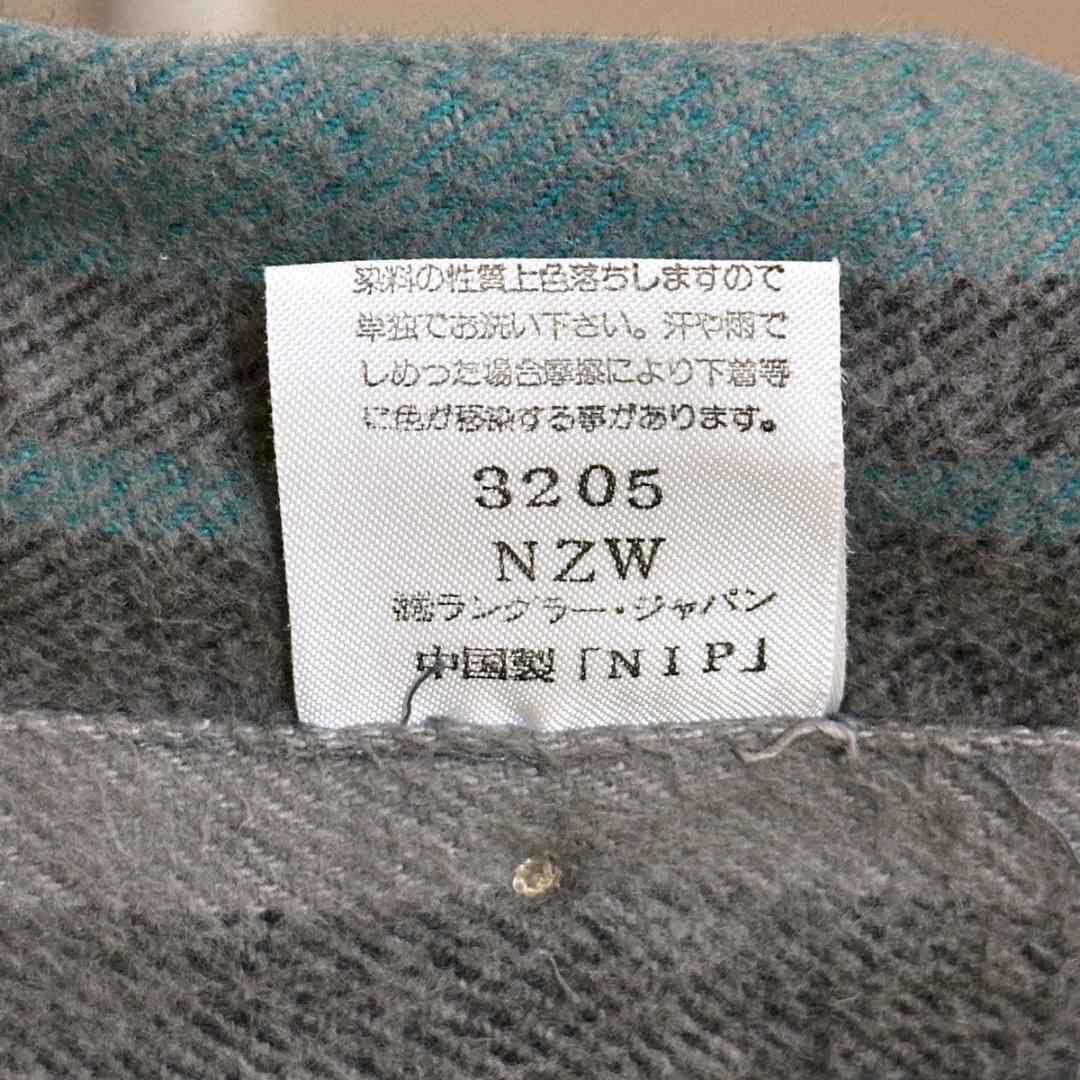 染料の性質上色落ちしますので
単独でお洗い下さい。汗や雨で
しめった場合摩擦により下着等
に色が移染する事があります。
3205
NZW
㈱ラングラー・ジャパン
中国製「NIP」